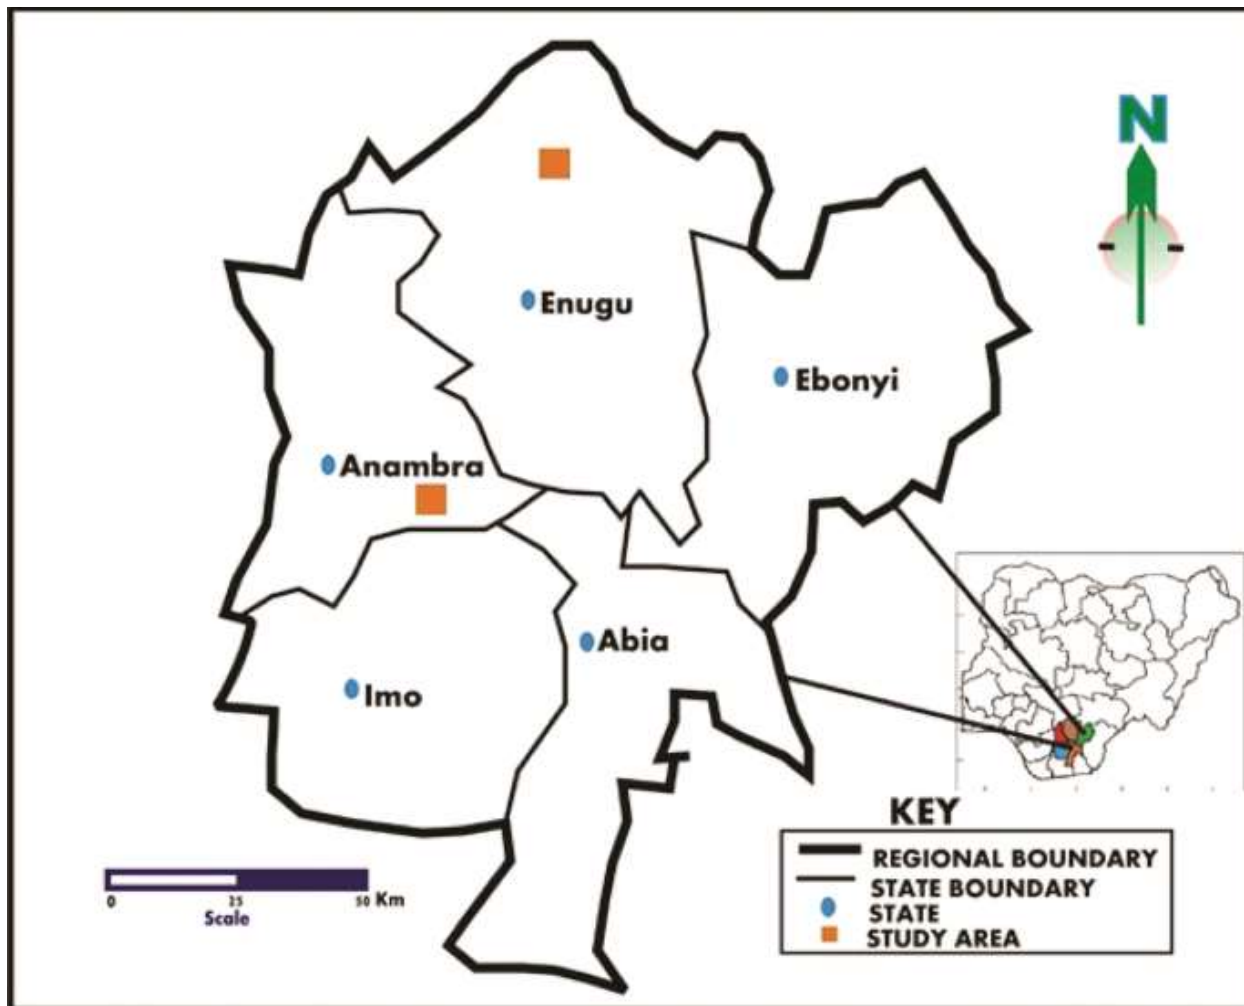 N
Enugu
Ebonyi
Anambra
Abia
Imo
KEY
REGIONAL BOUNDARY
STATE BOUNDARY
STATE
STUDY AREA
0 25 50 Km
Scale